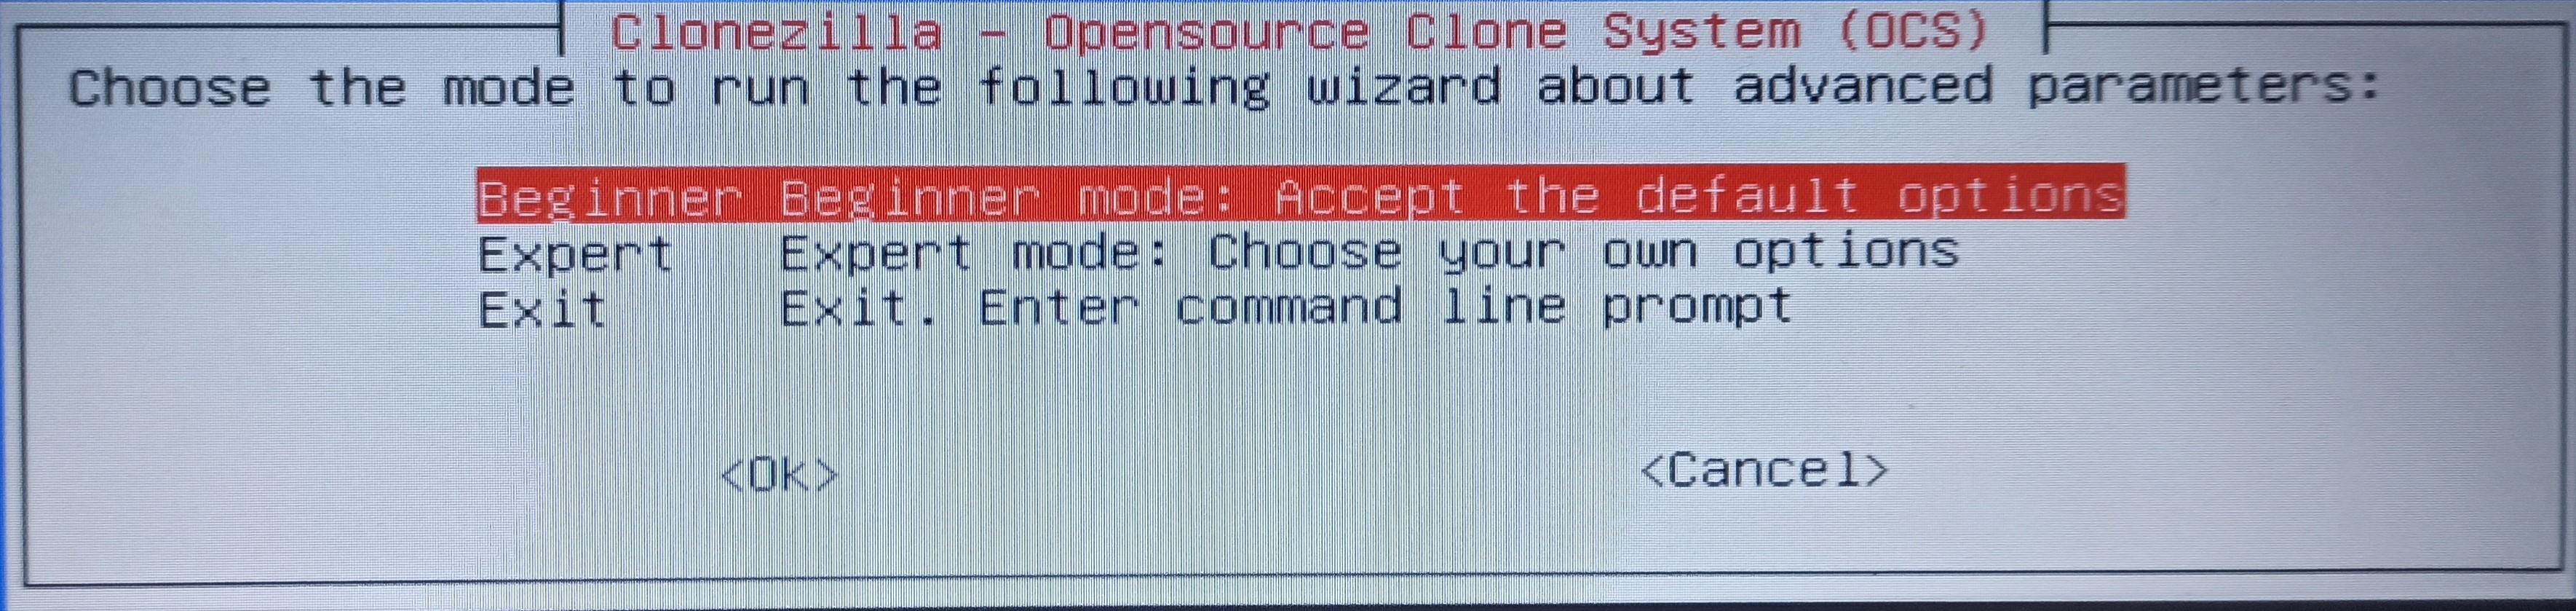 Clonezilla - Opensource Clone System (OCS)
Choose the mode to run the following wizard about advanced parameters:
Beginner Beginner mode: Accept the default options
Expert Expert mode: Choose your own options
Exit Exit. Enter command line prompt
<Ok> <Cancel>